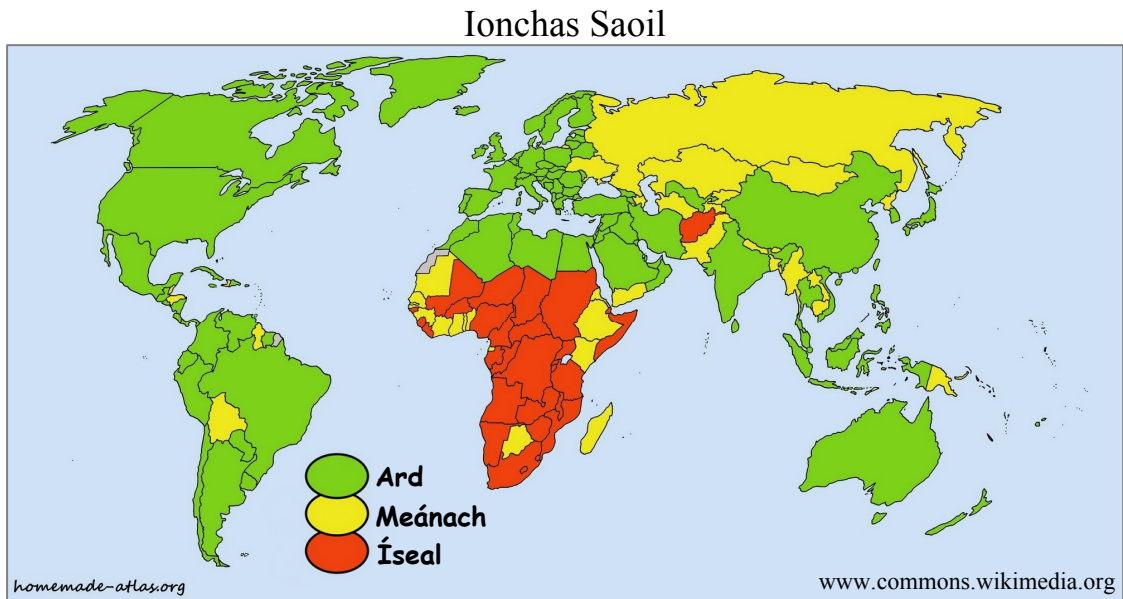 Ionchas Saoil
Ard
Meánach
Íseal
homemade-atlas.org
www.commons.wikimedia.org